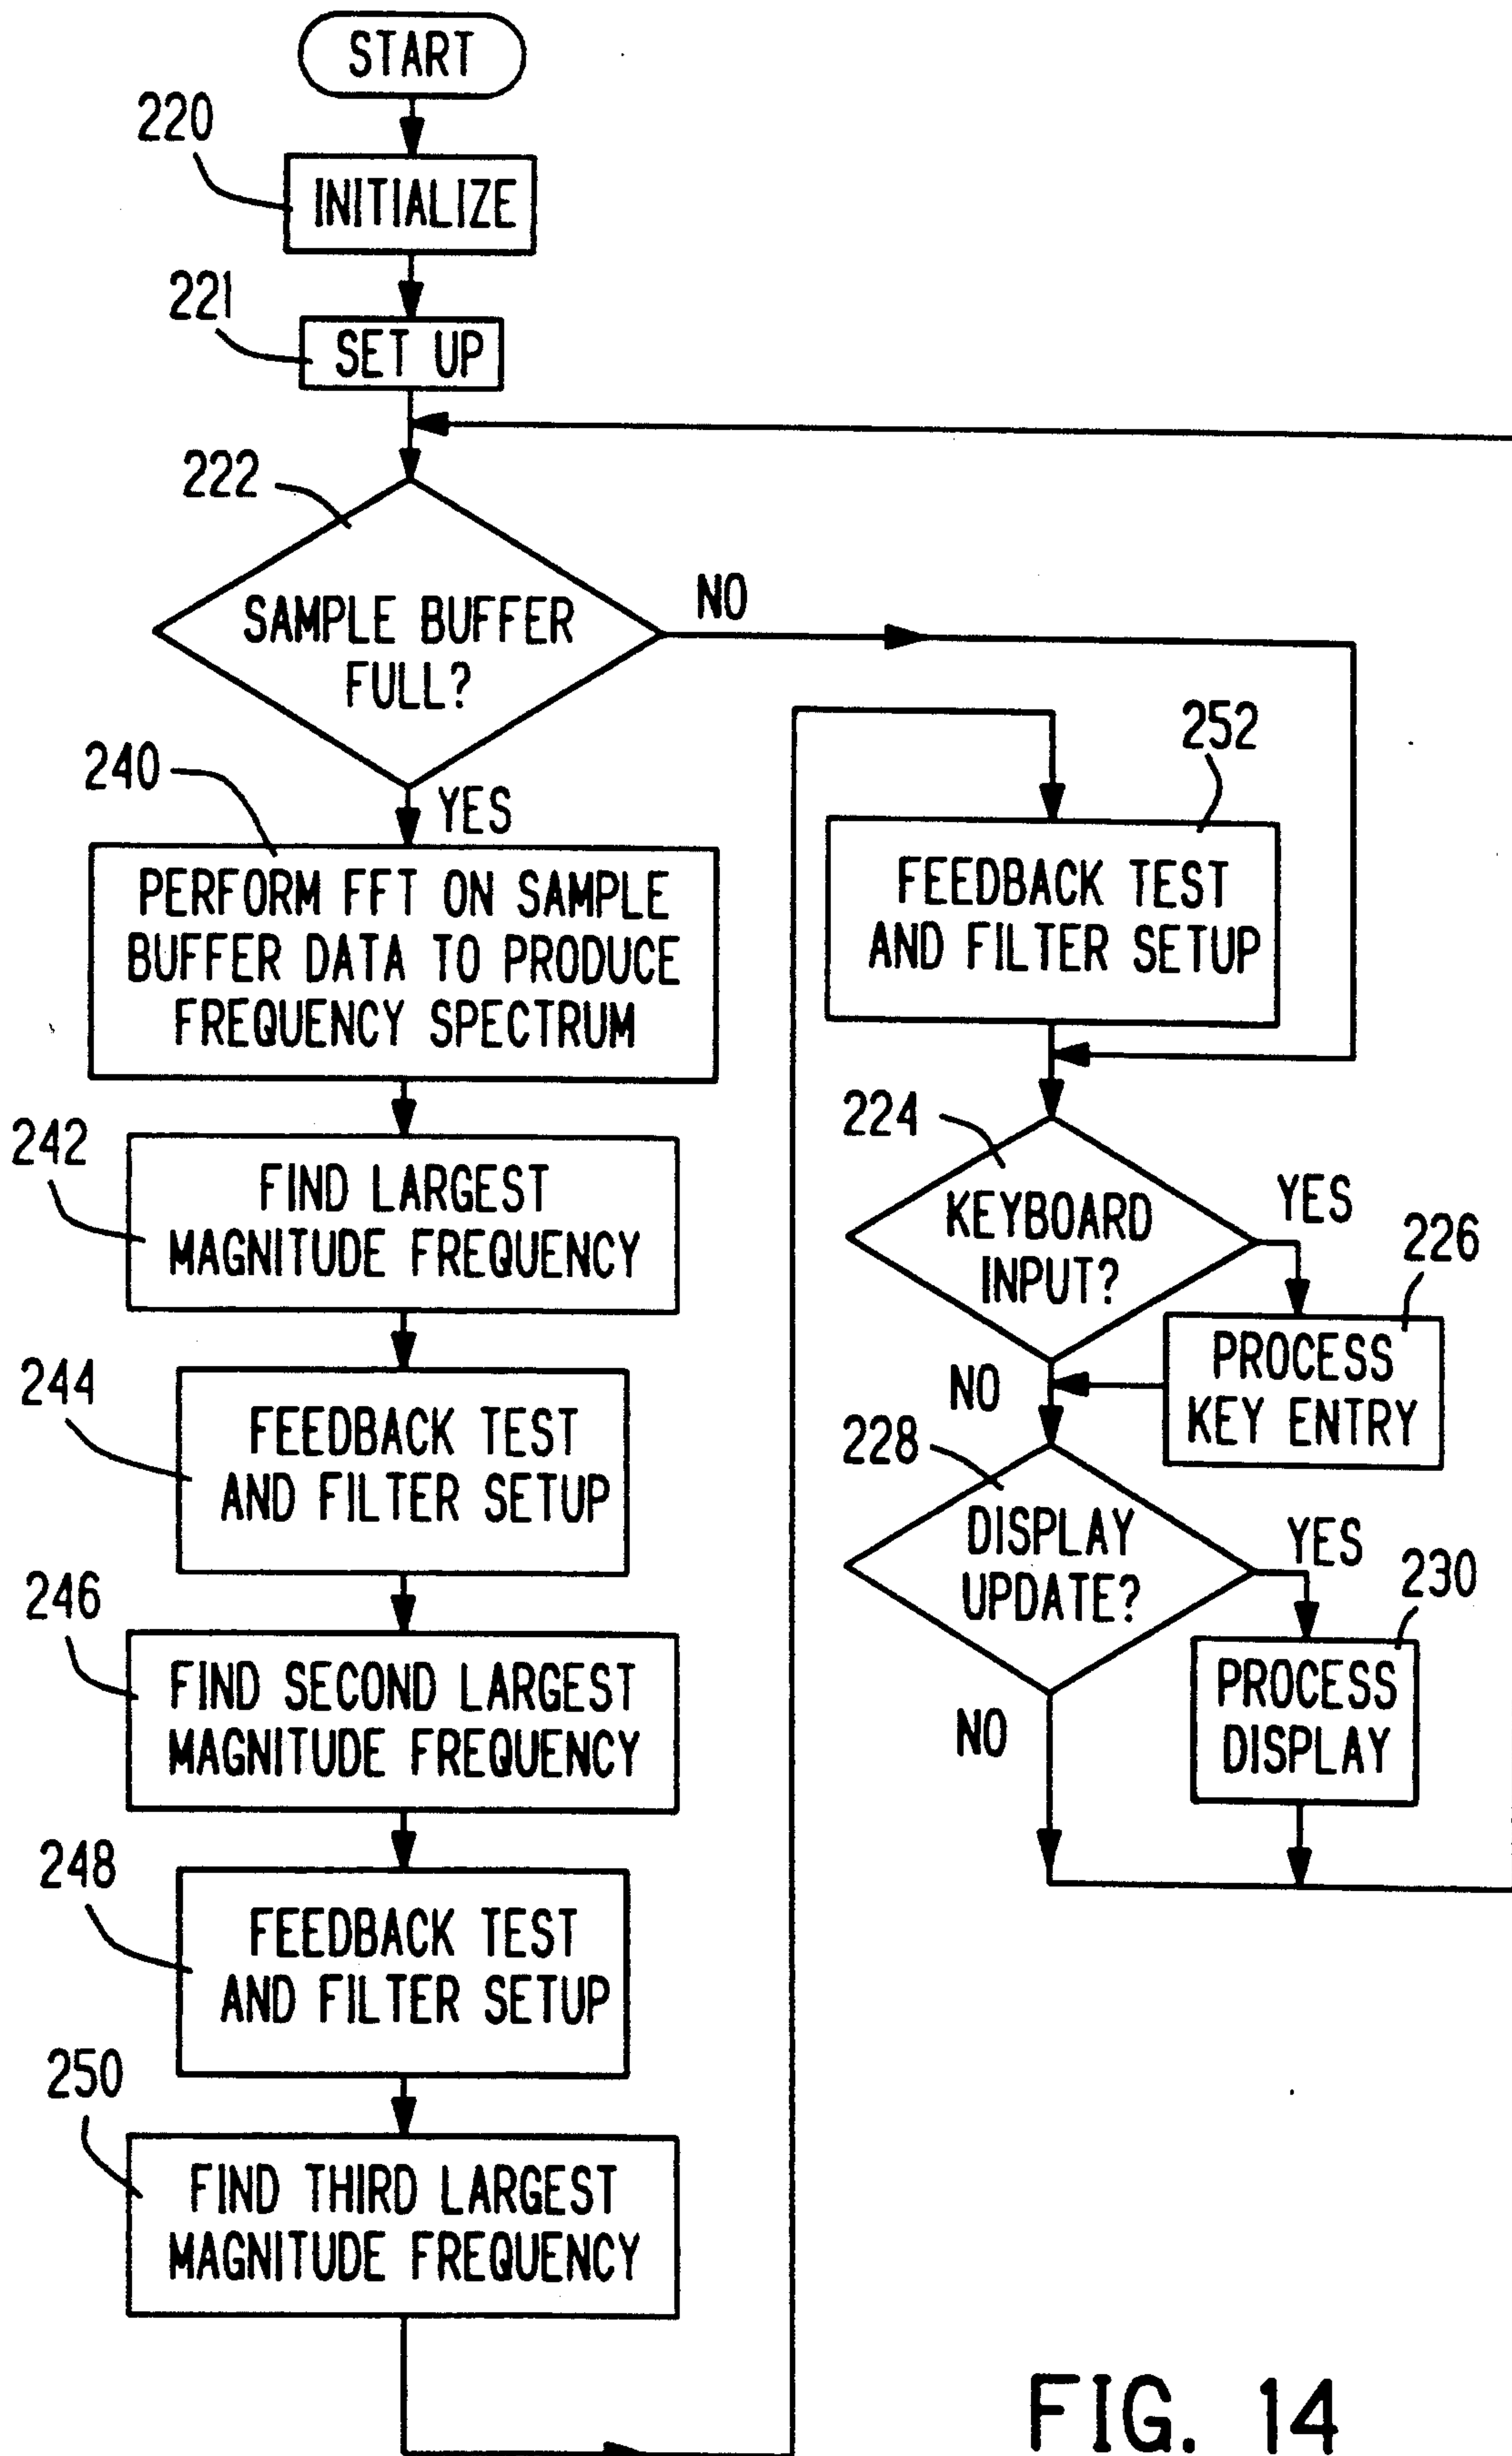 START
220
INITIALIZE
221
SET UP
222
SAMPLE BUFFER
FULL?
NO
YES
240
PERFORM FFT ON SAMPLE
BUFFER DATA TO PRODUCE
FREQUENCY SPECTRUM
242
FIND LARGEST
MAGNITUDE FREQUENCY
244
FEEDBACK TEST
AND FILTER SETUP
246
FIND SECOND LARGEST
MAGNITUDE FREQUENCY
248
FEEDBACK TEST
AND FILTER SETUP
250
FIND THIRD LARGEST
MAGNITUDE FREQUENCY
252
FEEDBACK TEST
AND FILTER SETUP
224
KEYBOARD
INPUT?
YES
226
PROCESS
KEY ENTRY
NO
228
DISPLAY
UPDATE?
YES
230
PROCESS
DISPLAY
NO
FIG. 14